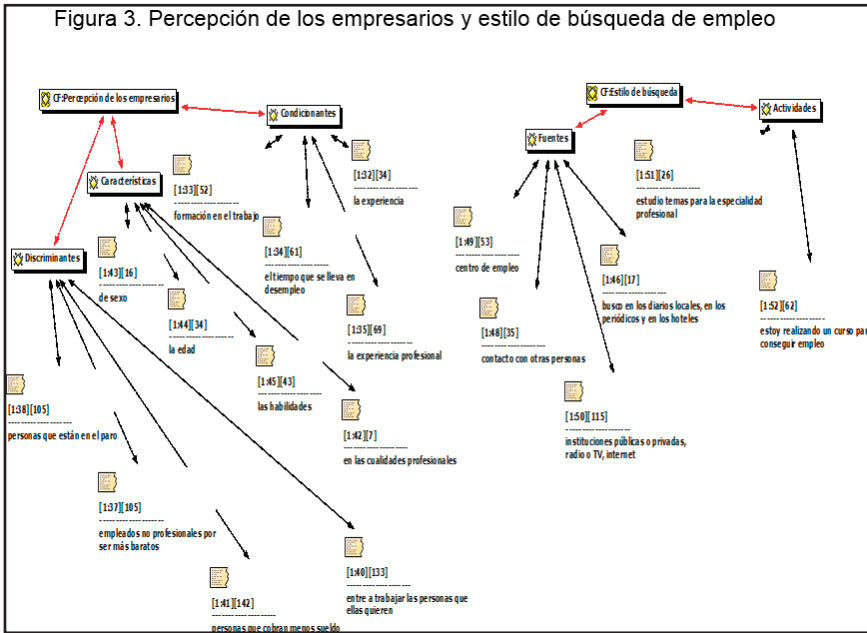 Figura 3. Percepción de los empresarios y estilo de búsqueda de empleo
CF:Percepción de los empresarios
Condicionantes
CF:Estilo de búsqueda
Actividades
Fuentes
Características
Discriminantes
[1:33][52]
formación en el trabajo
[1:32][34]
la experiencia
[1:51][26]
estudio temas para la especialidad
profesional
[1:34][61]
el tiempo que se lleva en
desempleo
[1:49][53]
centro de empleo
[1:46][17]
busco en los diarios locales, en los
periódicos y en los hoteles
[1:43][16]
de sexo
[1:44][34]
la edad
[1:35][69]
la experiencia profesional
[1:48][35]
contacto con otras personas
[1:52][62]
estoy realizando un curso par
conseguir empleo
[1:45][43]
las habilidades
[1:38][105]
personas que están en el paro
[1:42][7]
en las cualidades profesionales
[1:50][115]
instituciones públicas o privadas,
radio o TV, internet
[1:37][105]
empleados no profesionales por
ser más baratos
[1:40][133]
entre a trabajar las personas que
ellas quieren
[1:41][142]
personas que cobran menos sueldo